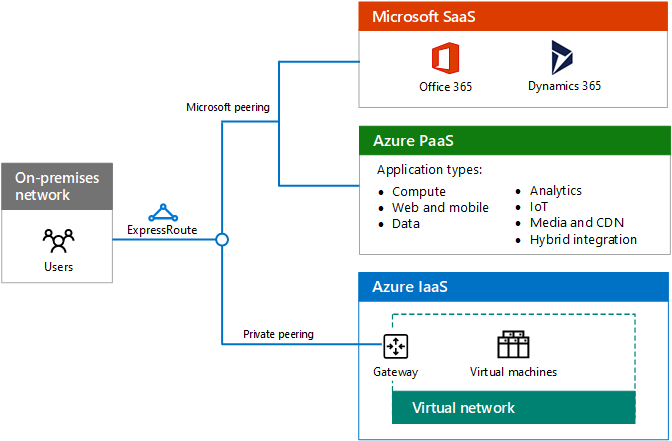 Microsoft SaaS
Office 365
Dynamics 365
Microsoft peering
Azure PaaS
Application types:
• Compute
• Web and mobile
• Data
• Analytics
• IoT
• Media and CDN
• Hybrid integration
On-premises
network
Users
ExpressRoute
Azure IaaS
Private peering
Gateway
Virtual machines
Virtual network